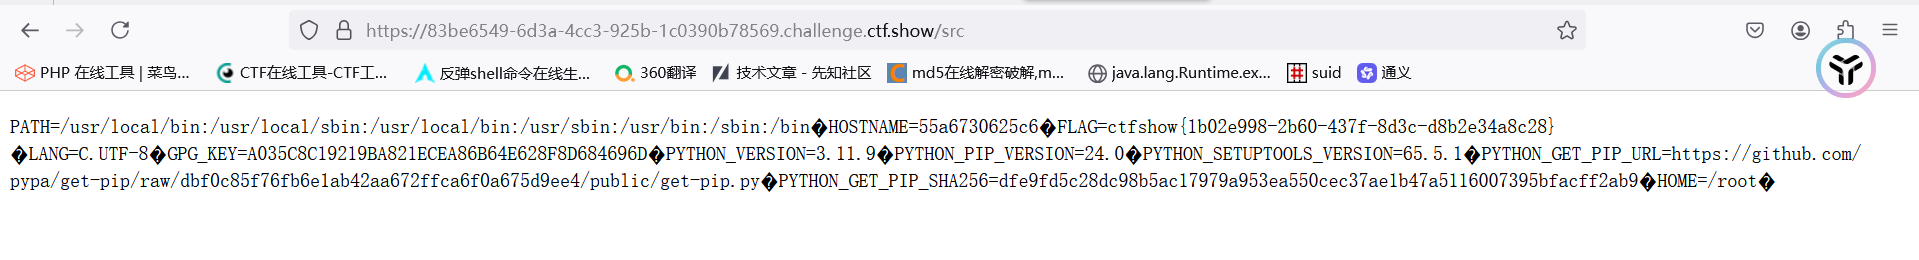 https://83be6549-6d3a-4cc3-925b-1c0390b78569.challenge.ctf.show/src
PHP 在线工具 | 菜鸟... CTF在线工具-CTF工... 反弹shell命令在线生... 360翻译 技术文章 - 先知社区 md5在线解密破解,m... java.lang.Runtime.ex... suid 通义
PATH=/usr/local/bin:/usr/local/sbin:/usr/local/bin:/usr/sbin:/usr/bin:/sbin:/bin�HOSTNAME=55a6730625c6�FLAG=ctfshow{1b02e998-2b60-437f-8d3c-d8b2e34a8c28}
�LANG=C.UTF-8�GPG_KEY=A035C8C19219BA821ECEA86B64E628F8D684696D�PYTHON_VERSION=3.11.9�PYTHON_PIP_VERSION=24.0�PYTHON_SETUPTOOLS_VERSION=65.5.1�PYTHON_GET_PIP_URL=https://github.com/
pypa/get-pip/raw/dbf0c85f76fb6e1ab42aa672ffca6f0a675d9ee4/public/get-pip.py�PYTHON_GET_PIP_SHA256=dfe9fd5c28dc98b5ac17979a953ea550cec37ae1b47a5116007395bfacff2ab9�HOME=/root�